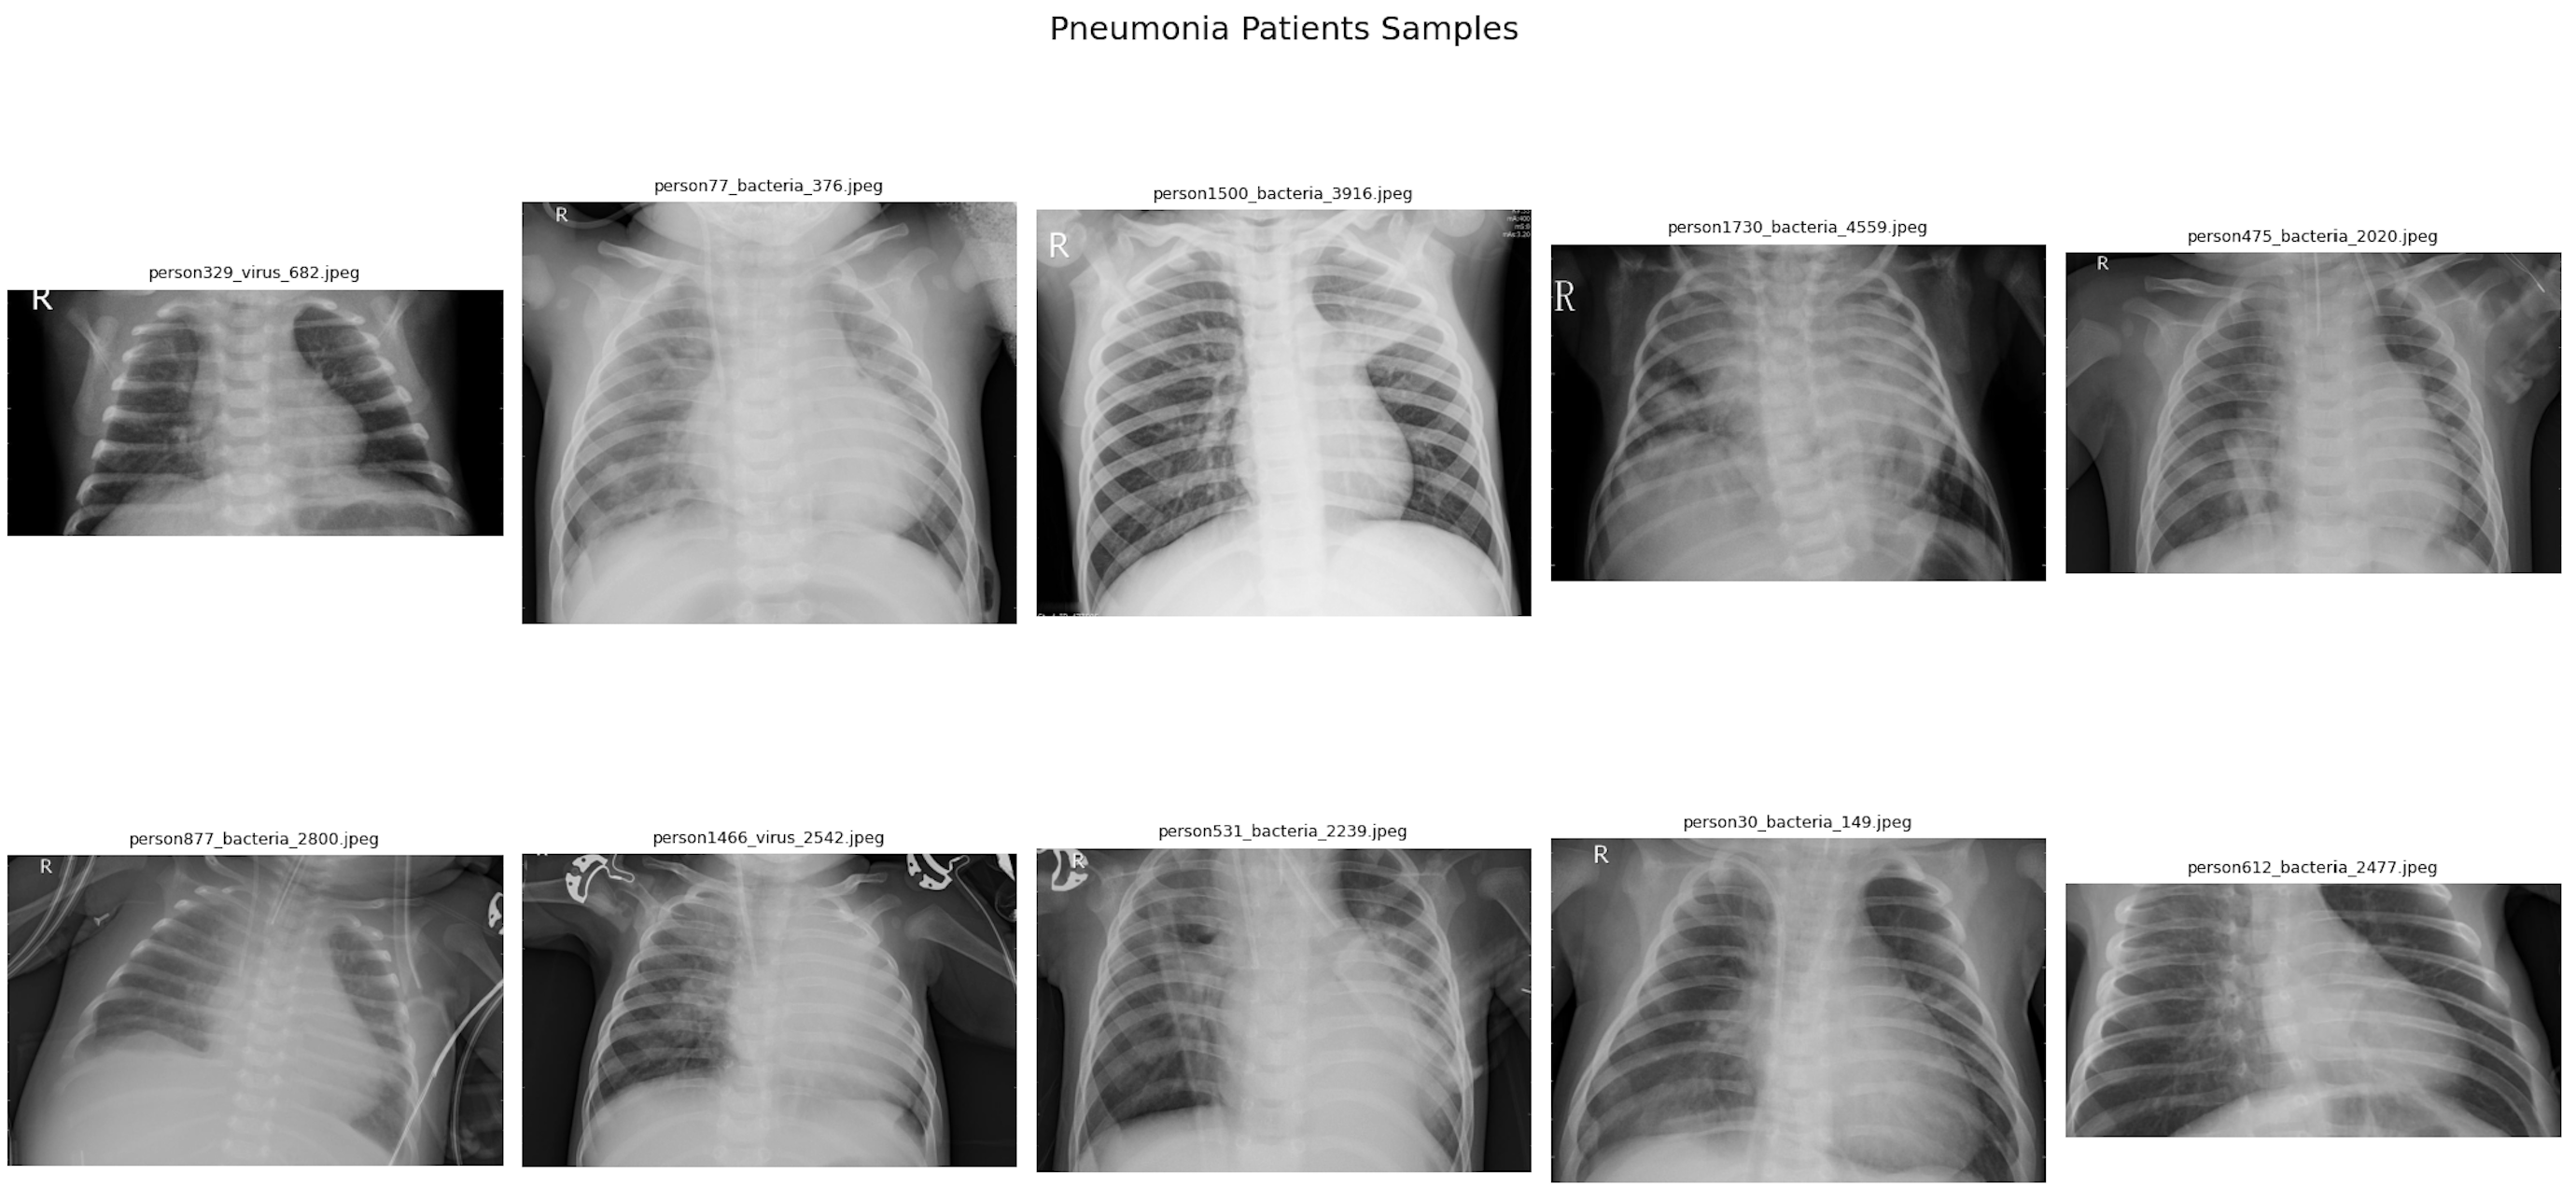 Pneumonia Patients Samples
person329_virus_682.jpeg
person77_bacteria_376.jpeg
person1500_bacteria_3916.jpeg
person1730_bacteria_4559.jpeg
person475_bacteria_2020.jpeg
R
R
R
R
R
person877_bacteria_2800.jpeg
person1466_virus_2542.jpeg
person531_bacteria_2239.jpeg
person30_bacteria_149.jpeg
person612_bacteria_2477.jpeg
R
R
R